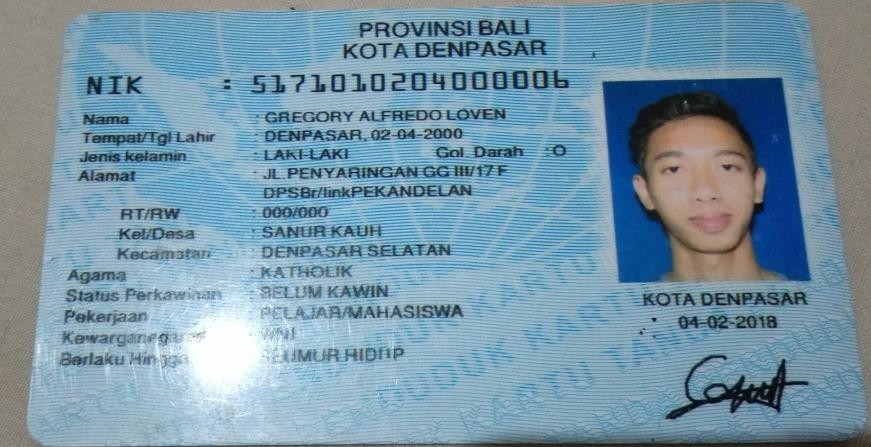 PROVINSI BALI
KOTA DENPASAR
NIK : 5171010204000006
Nama : GREGORY ALFREDO LOVEN
Tempat/Tgl Lahir : DENPASAR, 02-04-2000
Jenis kelamin : LAKI-LAKI Gol. Darah : O
Alamat : JL PENYARINGAN GG III/17 F
DPSBr/linkPEKANDELAN
RT/RW : 000/000
Kel/Desa : SANUR KAUH
Kecamatan : DENPASAR SELATAN
Agama : KATHOLIK
Status Perkawinan : BELUM KAWIN
Pekerjaan : PELAJAR/MAHASISWA
Kewarganegaraan : WNI
Berlaku Hingga : SEUMUR HIDUP
KOTA DENPASAR
04-02-2018